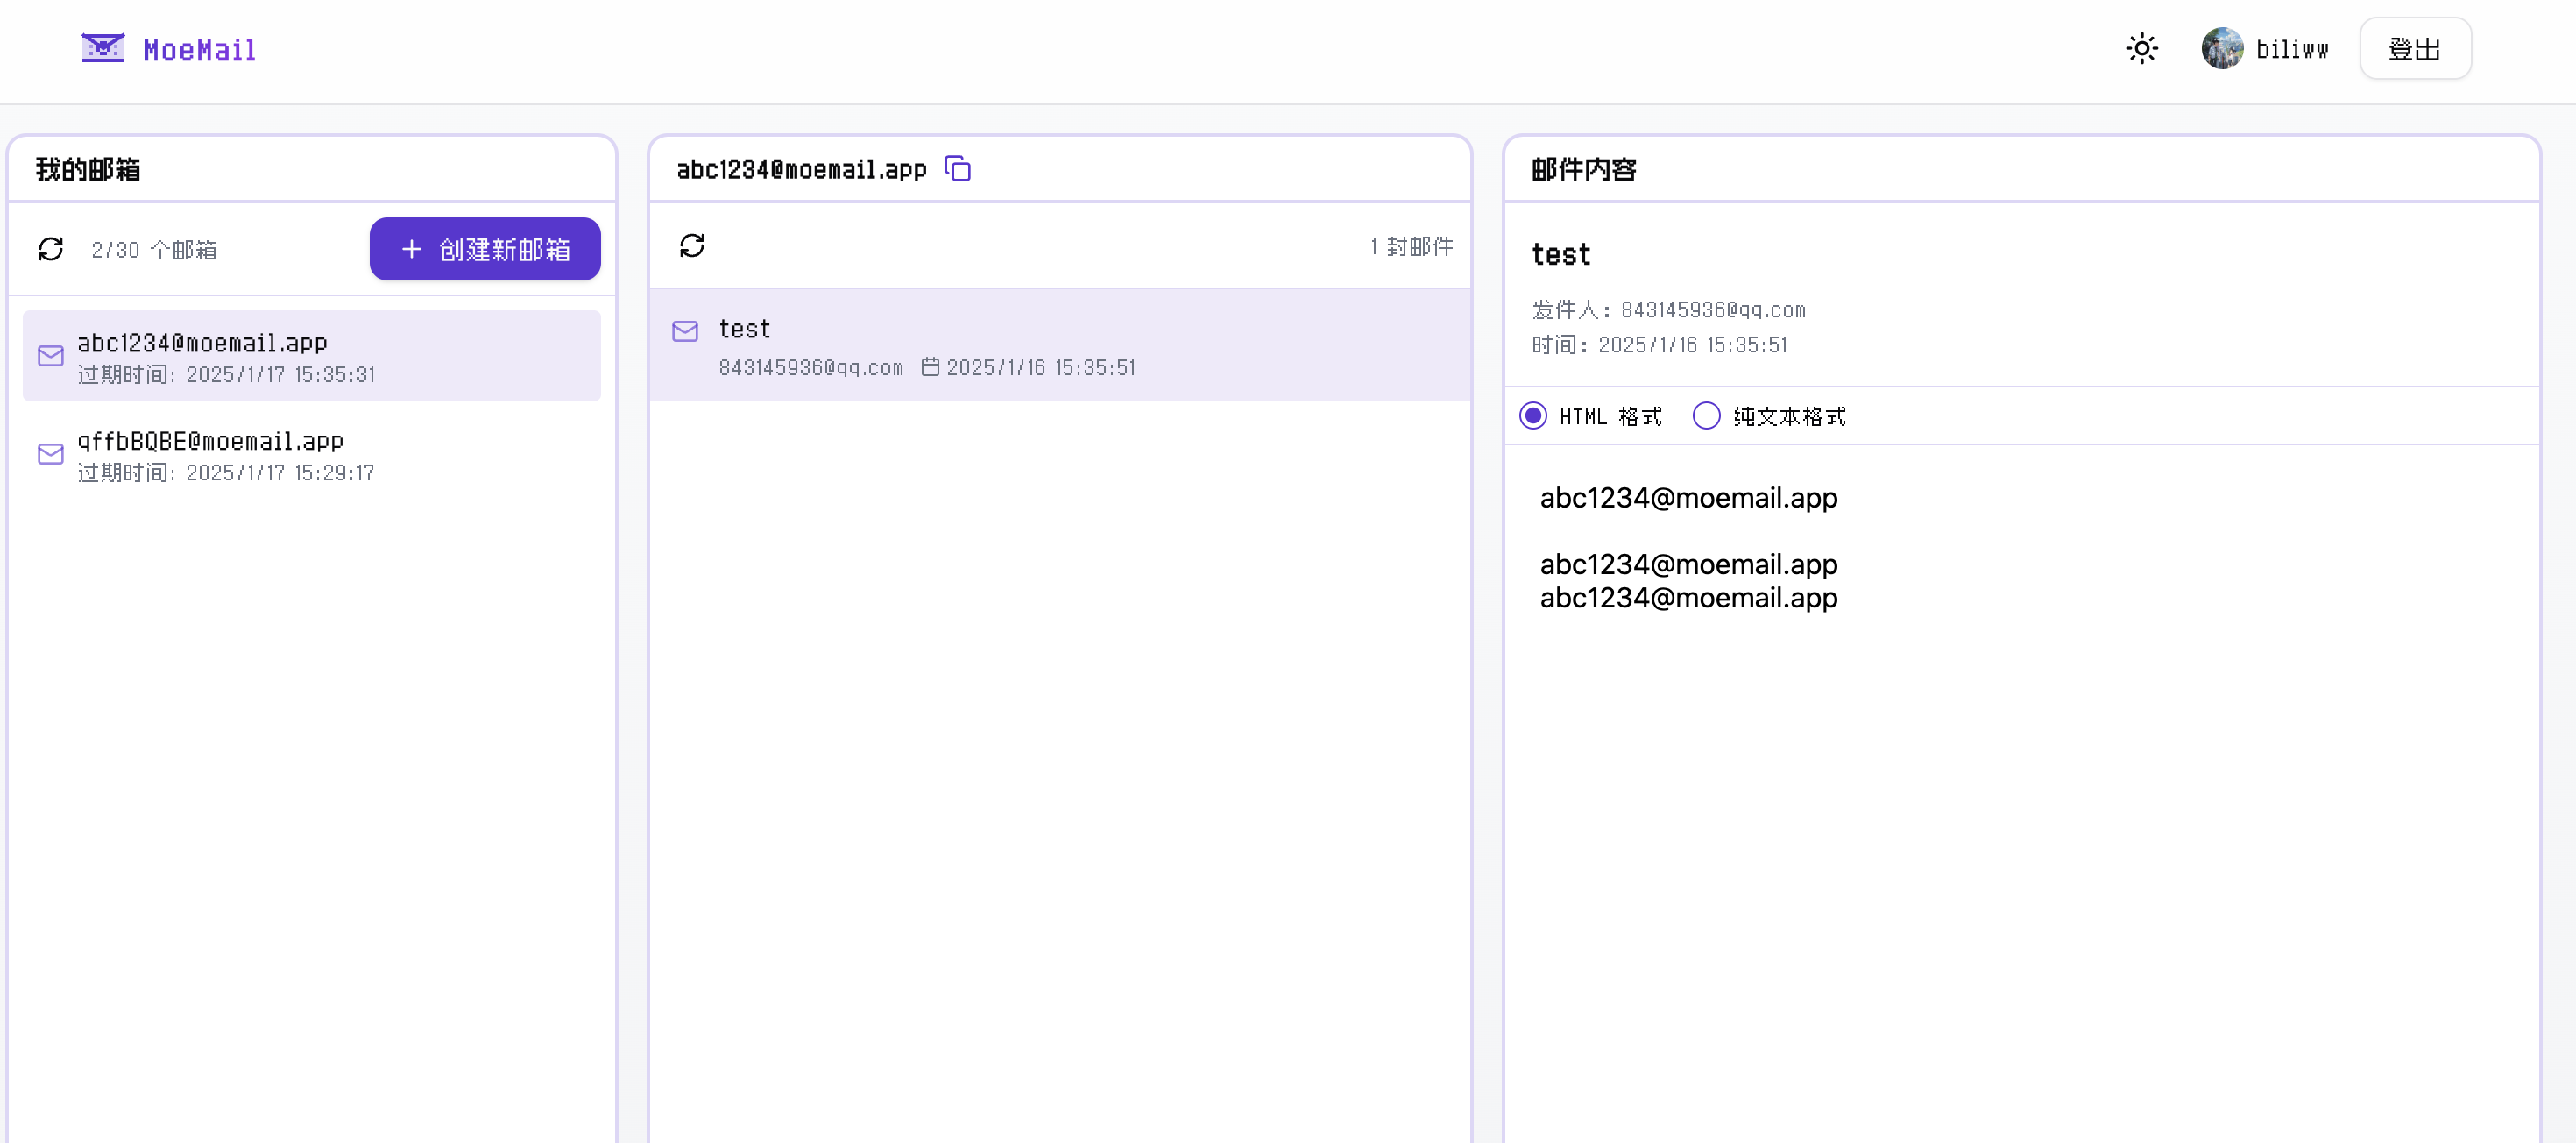 MoeMail
biliww
登出
我的邮箱
2/30 个邮箱
创建新邮箱
abc1234@moemail.app
过期时间: 2025/1/17 15:35:31
qffbBQBE@moemail.app
过期时间: 2025/1/17 15:29:17
abc1234@moemail.app
1 封邮件
test
843145936@qq.com 2025/1/16 15:35:51
邮件内容
test
发件人：843145936@qq.com
时间：2025/1/16 15:35:51
HTML 格式 纯文本格式
abc1234@moemail.app
abc1234@moemail.app
abc1234@moemail.app